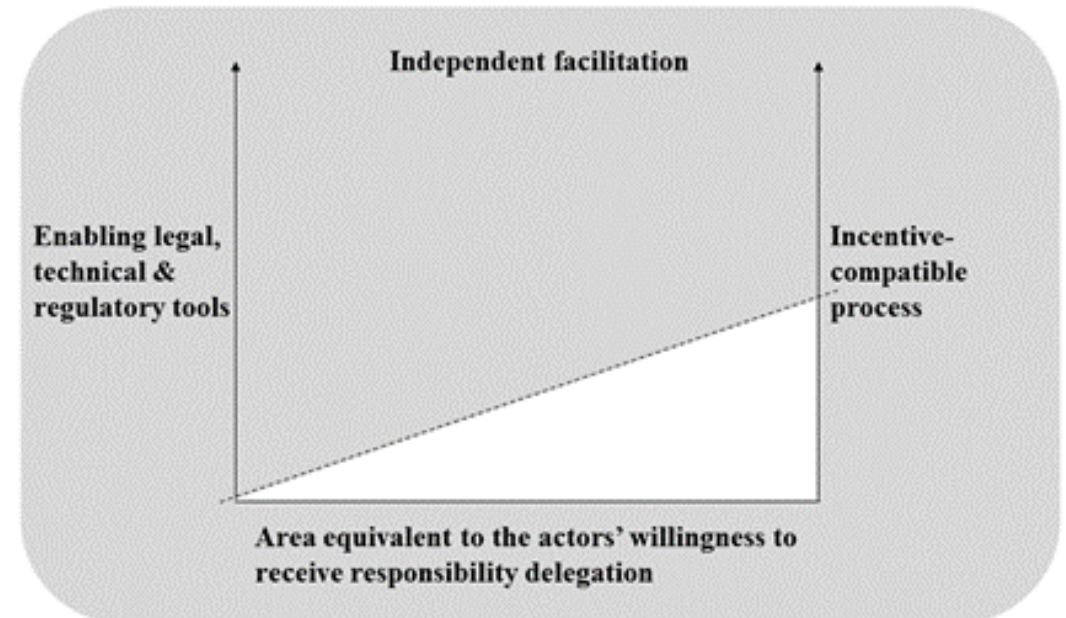 Independent facilitation
Enabling legal,
technical &
regulatory tools
Incentive-
compatible
process
Area equivalent to the actors’ willingness to
receive responsibility delegation